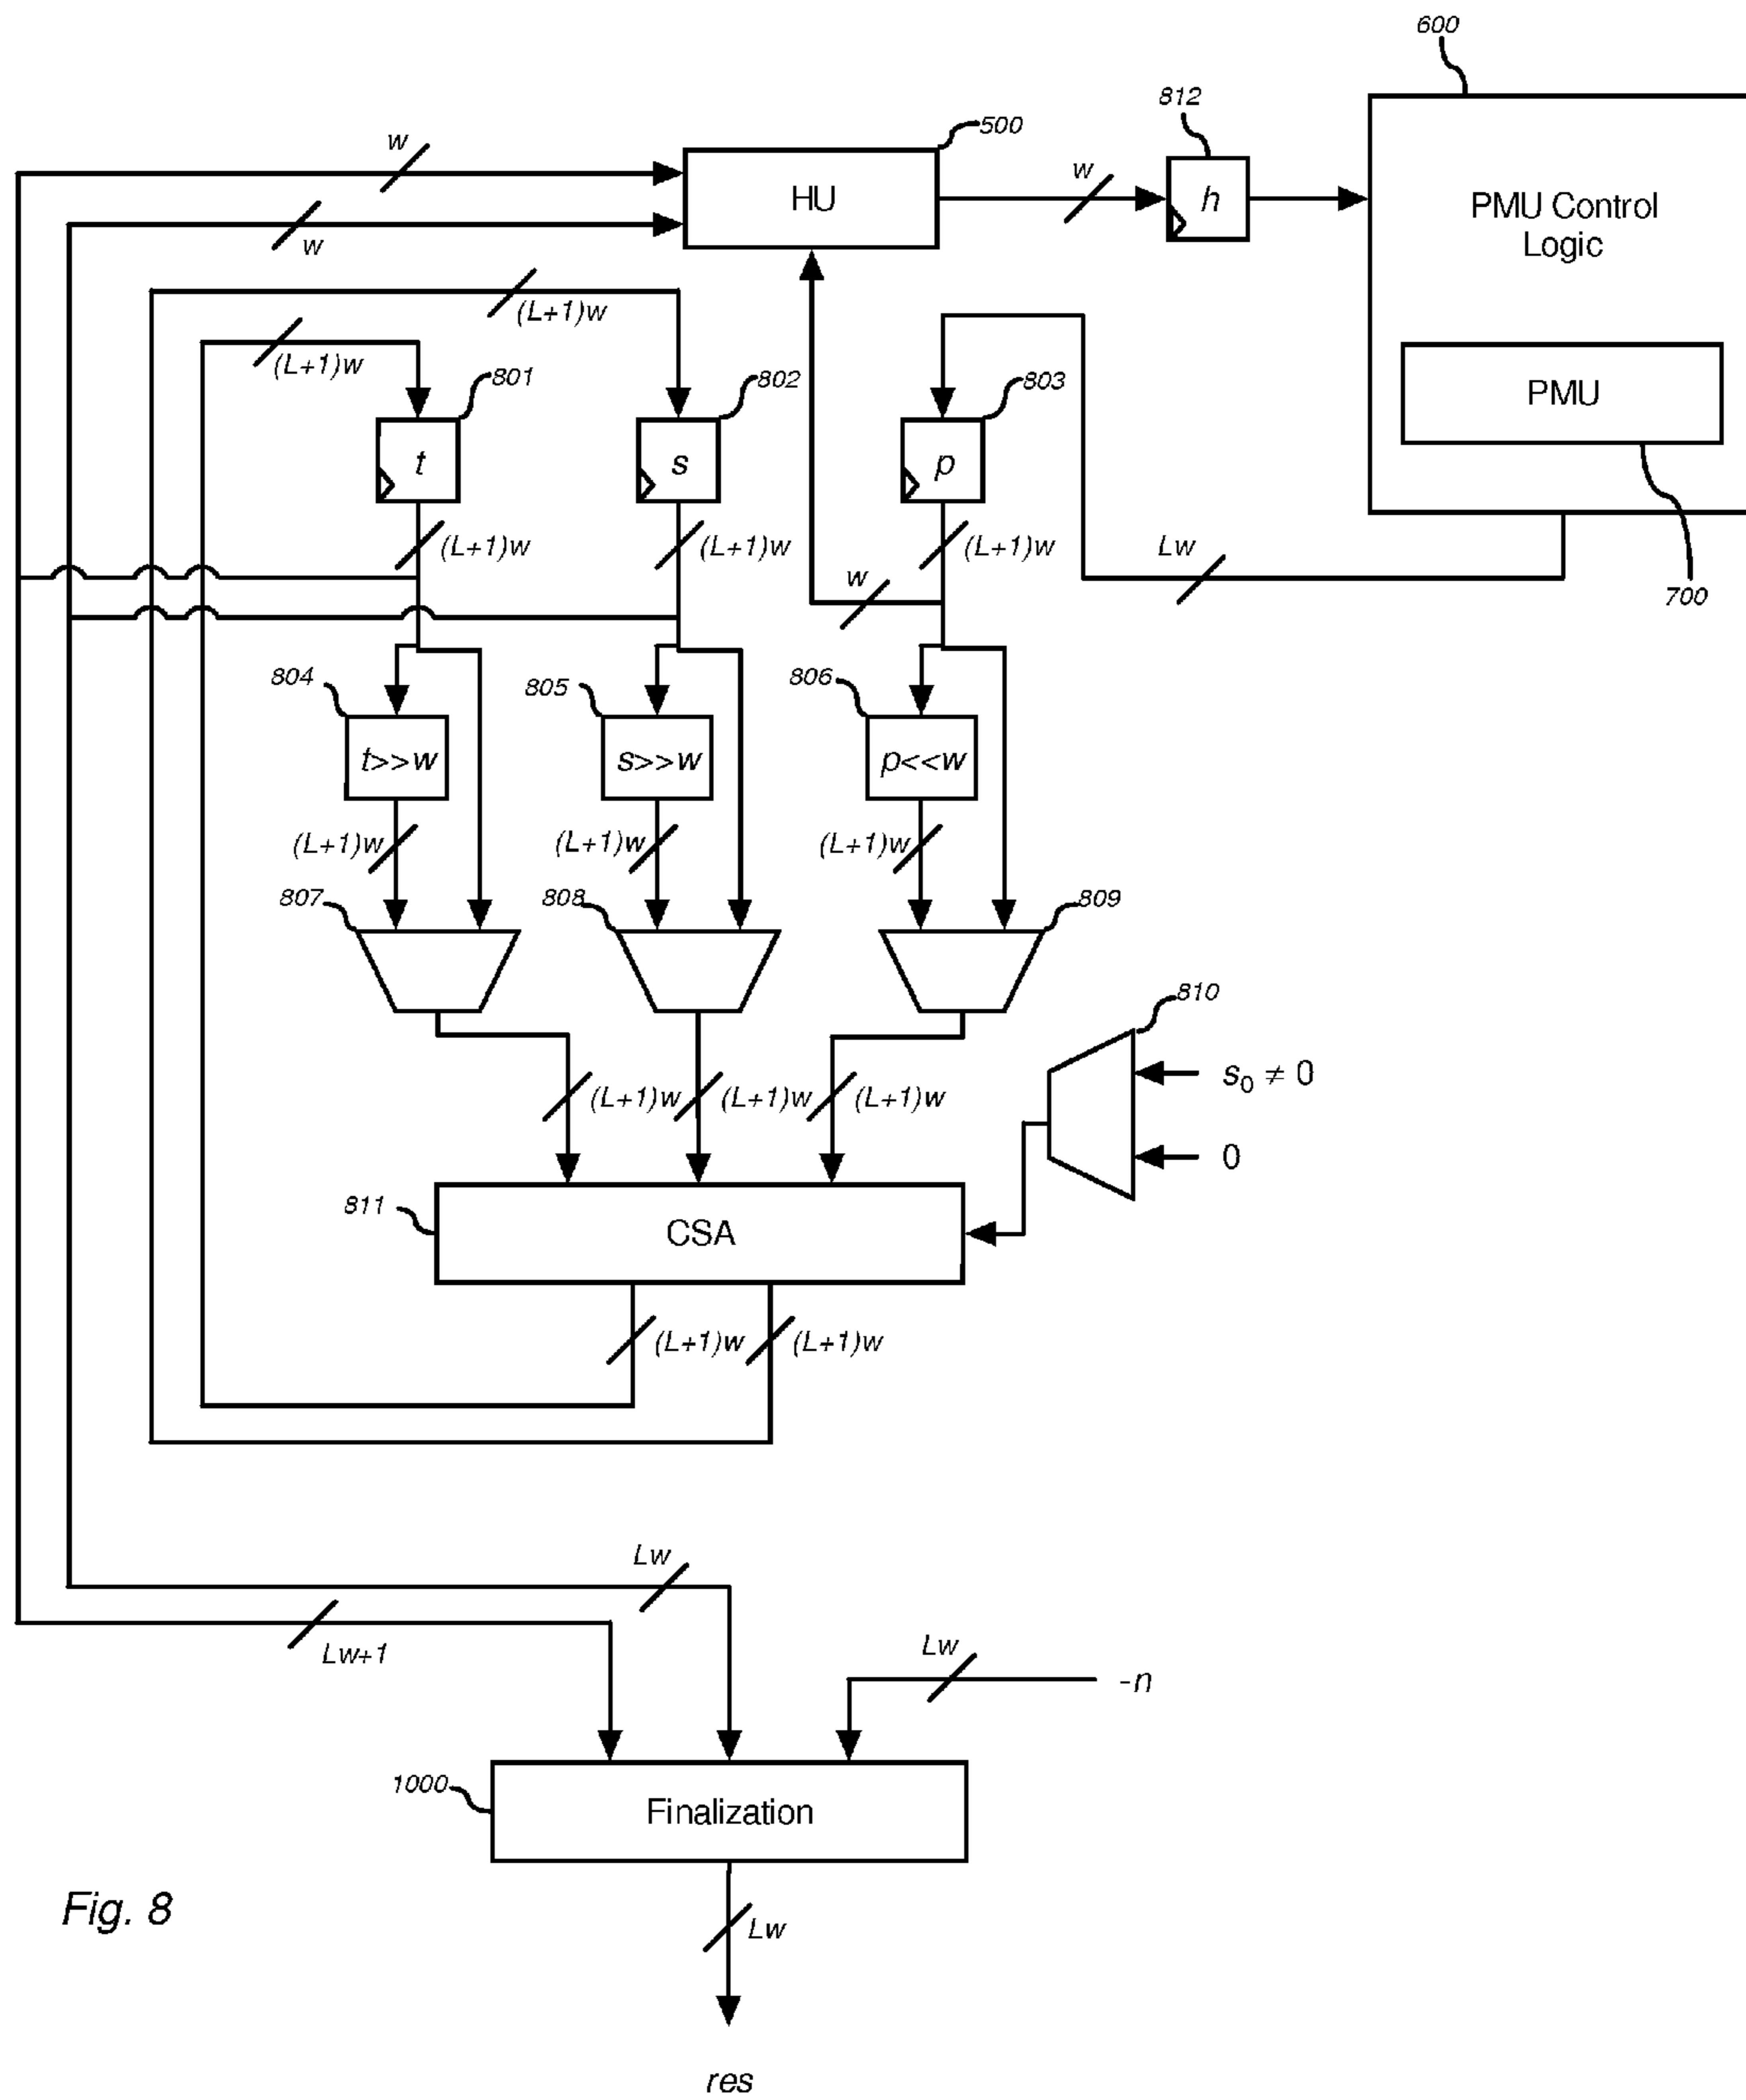 600
812
500
w
HU
w
h
PMU Control
Logic
w
(L+1)w
(L+1)w
801
802
803
PMU
t
s
p
(L+1)w
(L+1)w
(L+1)w
Lw
w
700
804
805
806
t>>w
s>>w
p<<w
(L+1)w
(L+1)w
(L+1)w
807
808
809
810
s₀ ≠ 0
(L+1)w
(L+1)w
(L+1)w
0
811
CSA
(L+1)w
(L+1)w
Lw
Lw+1
Lw
-n
1000
Finalization
Fig. 8
Lw
res